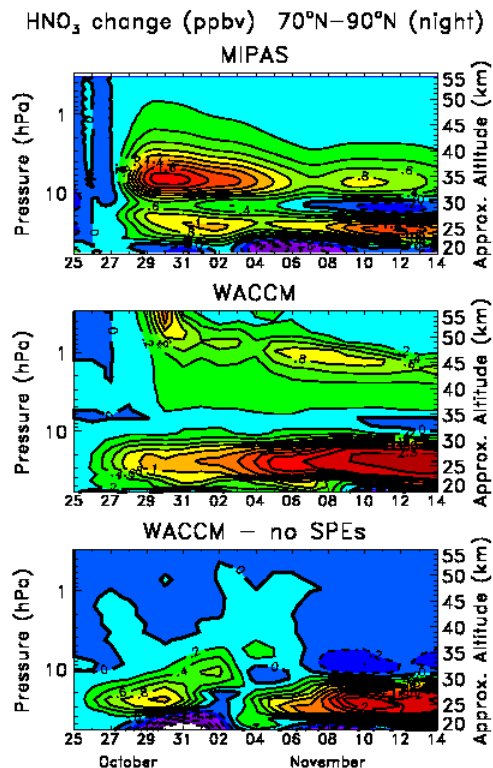 HNO₃ change (ppbv) 70°N−90°N (night)
MIPAS
Pressure (hPa)
1
10
55
50
45
40
35
30
25
20
Approx. Altitude (km)
25 27 29 31 02 04 06 08 10 12 14
WACCM
Pressure (hPa)
1
10
55
50
45
40
35
30
25
20
Approx. Altitude (km)
25 27 29 31 02 04 06 08 10 12 14
WACCM − no SPEs
Pressure (hPa)
1
10
55
50
45
40
35
30
25
20
Approx. Altitude (km)
25 27 29 31 02 04 06 08 10 12 14
October November